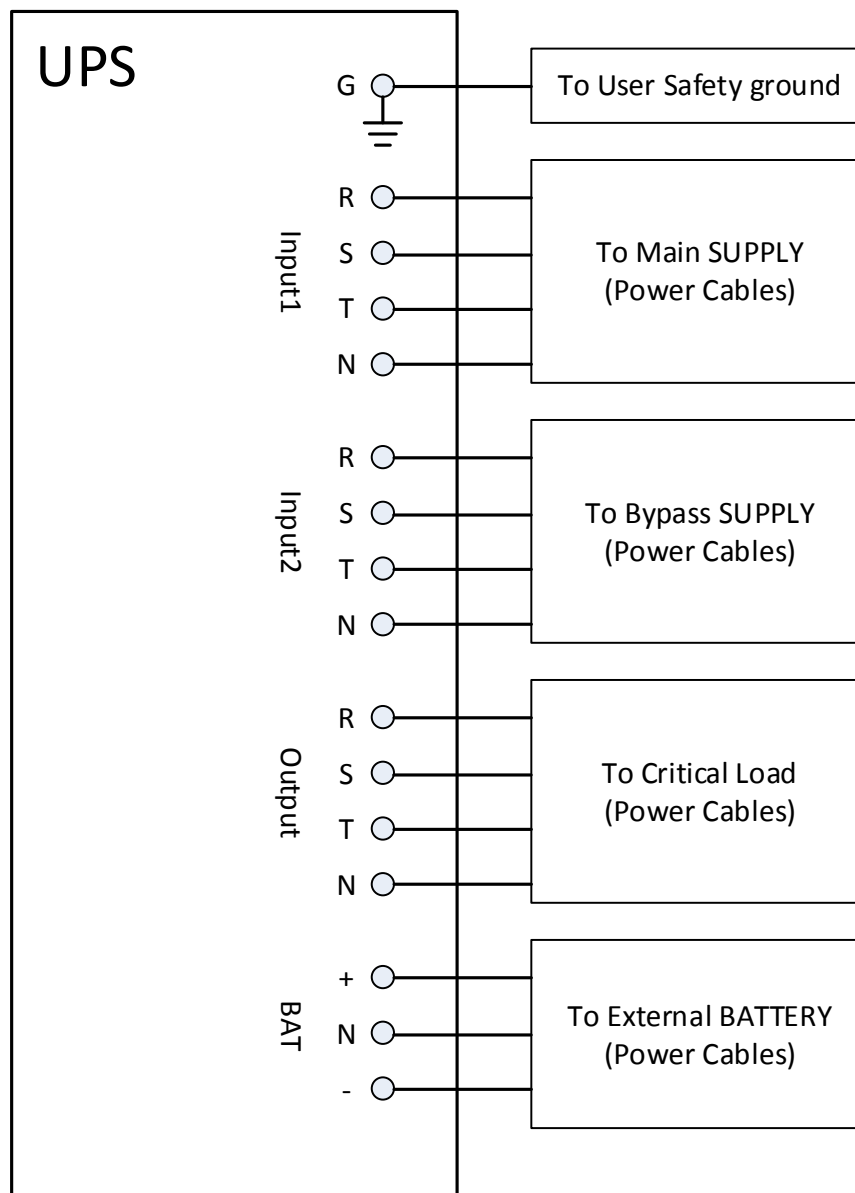 UPS
G
To User Safety ground
Input1
R
S
T
N
To Main SUPPLY
(Power Cables)
Input2
R
S
T
N
To Bypass SUPPLY
(Power Cables)
Output
R
S
T
N
To Critical Load
(Power Cables)
BAT
+
N
-
To External BATTERY
(Power Cables)